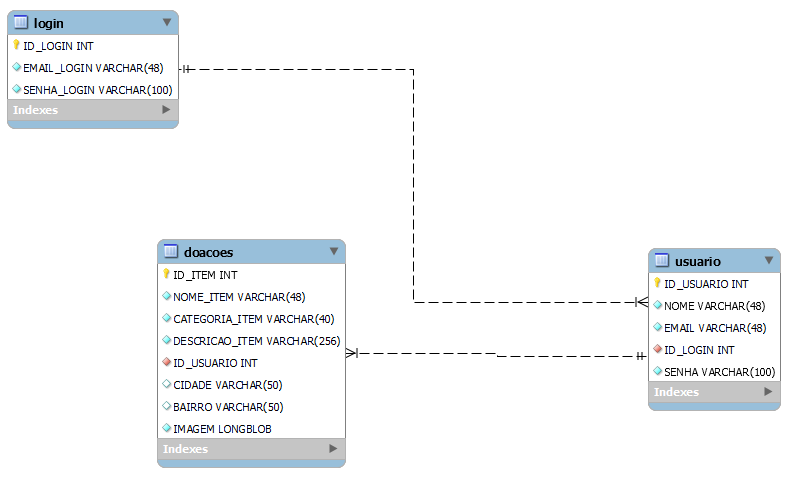 login
ID_LOGIN INT
EMAIL_LOGIN VARCHAR(48)
SENHA_LOGIN VARCHAR(100)
Indexes
doacoes
ID_ITEM INT
NOME_ITEM VARCHAR(48)
CATEGORIA_ITEM VARCHAR(40)
DESCRICAO_ITEM VARCHAR(256)
ID_USUARIO INT
CIDADE VARCHAR(50)
BAIRRO VARCHAR(50)
IMAGEM LONGBLOB
Indexes
usuario
ID_USUARIO INT
NOME VARCHAR(48)
EMAIL VARCHAR(48)
ID_LOGIN INT
SENHA VARCHAR(100)
Indexes